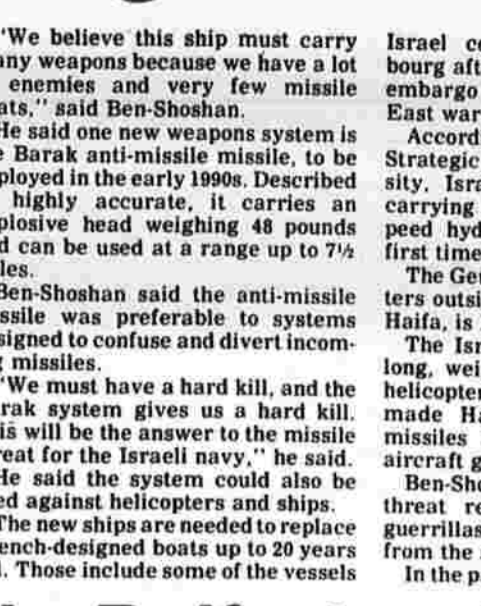 "We believe this ship must carry
any weapons because we have a lot
enemies and very few missile
ats," said Ben-Shoshan.
He said one new weapons system is
e Barak anti-missile missile, to be
ployed in the early 1990s. Described
highly accurate, it carries an
plosive head weighing 48 pounds
d can be used at a range up to 7½
les.
Ben-Shoshan said the anti-missile
ssile was preferable to systems
signed to confuse and divert incom-
g missiles.
"We must have a hard kill, and the
rak system gives us a hard kill.
is will be the answer to the missile
reat for the Israeli navy," he said.
He said the system could also be
ed against helicopters and ships.
The new ships are needed to replace
ench-designed boats up to 20 years
. Those include some of the vessels
Israel c
bourg aft
embargo
East war
Accord
Strategic
sity, Isra
carrying
peed hyd
first time
The Ge
ters outsi
Haifa, is
The Isr
long, wei
helicopter
made Ha
missiles
aircraft g
Ben-Sho
threat re
guerrillas
from the
In the p